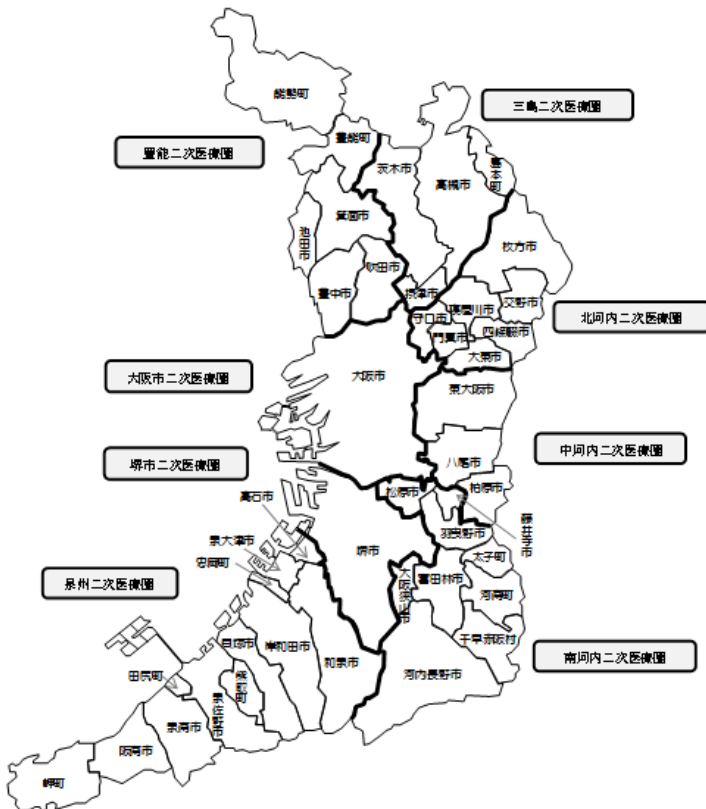 能勢町
三島二次医療圏
豊能町
豊能二次医療圏
茨木市
高槻市
島本町
箕面市
池田市
枚方市
吹田市
豊中市
摂津市
寝屋川市
交野市
守口市
門真市
四條畷市
北河内二次医療圏
大東市
大阪市
大阪市二次医療圏
東大阪市
八尾市
中河内二次医療圏
堺市二次医療圏
松原市
柏原市
高石市
藤井寺市
羽曳野市
泉大津市
堺市
太子町
忠岡町
大阪狭山市
富田林市
泉州二次医療圏
河南町
千早赤阪村
南河内二次医療圏
貝塚市
岸和田市
和泉市
河内長野市
田尻町
熊取町
泉佐野市
泉南市
阪南市
岬町